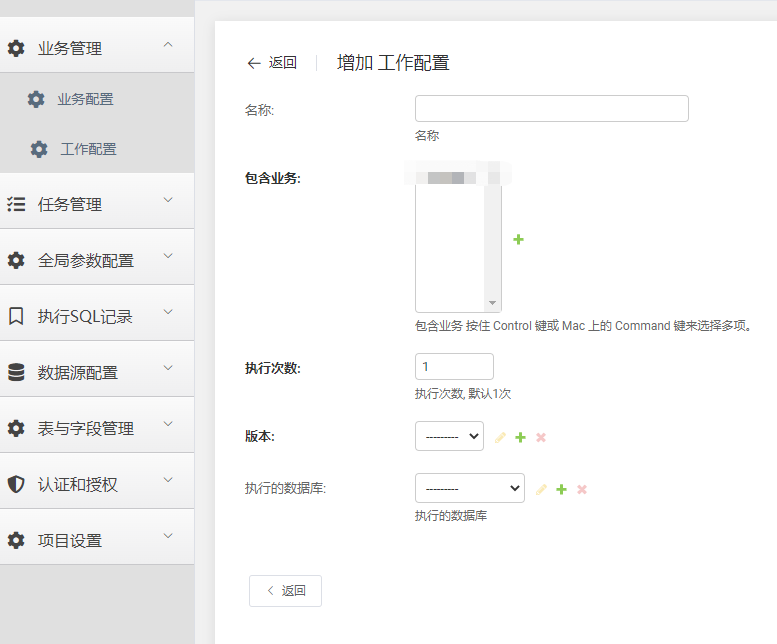 业务管理
业务配置
工作配置
任务管理
全局参数配置
执行SQL记录
数据源配置
表与字段管理
认证和授权
项目设置
返回 增加 工作配置
名称:
名称
包含业务:
包含业务 按住 Control 键或 Mac 上的 Command 键来选择多项。
执行次数: 1
执行次数, 默认1次
版本: ---------
执行的数据库: ---------
执行的数据库
返回